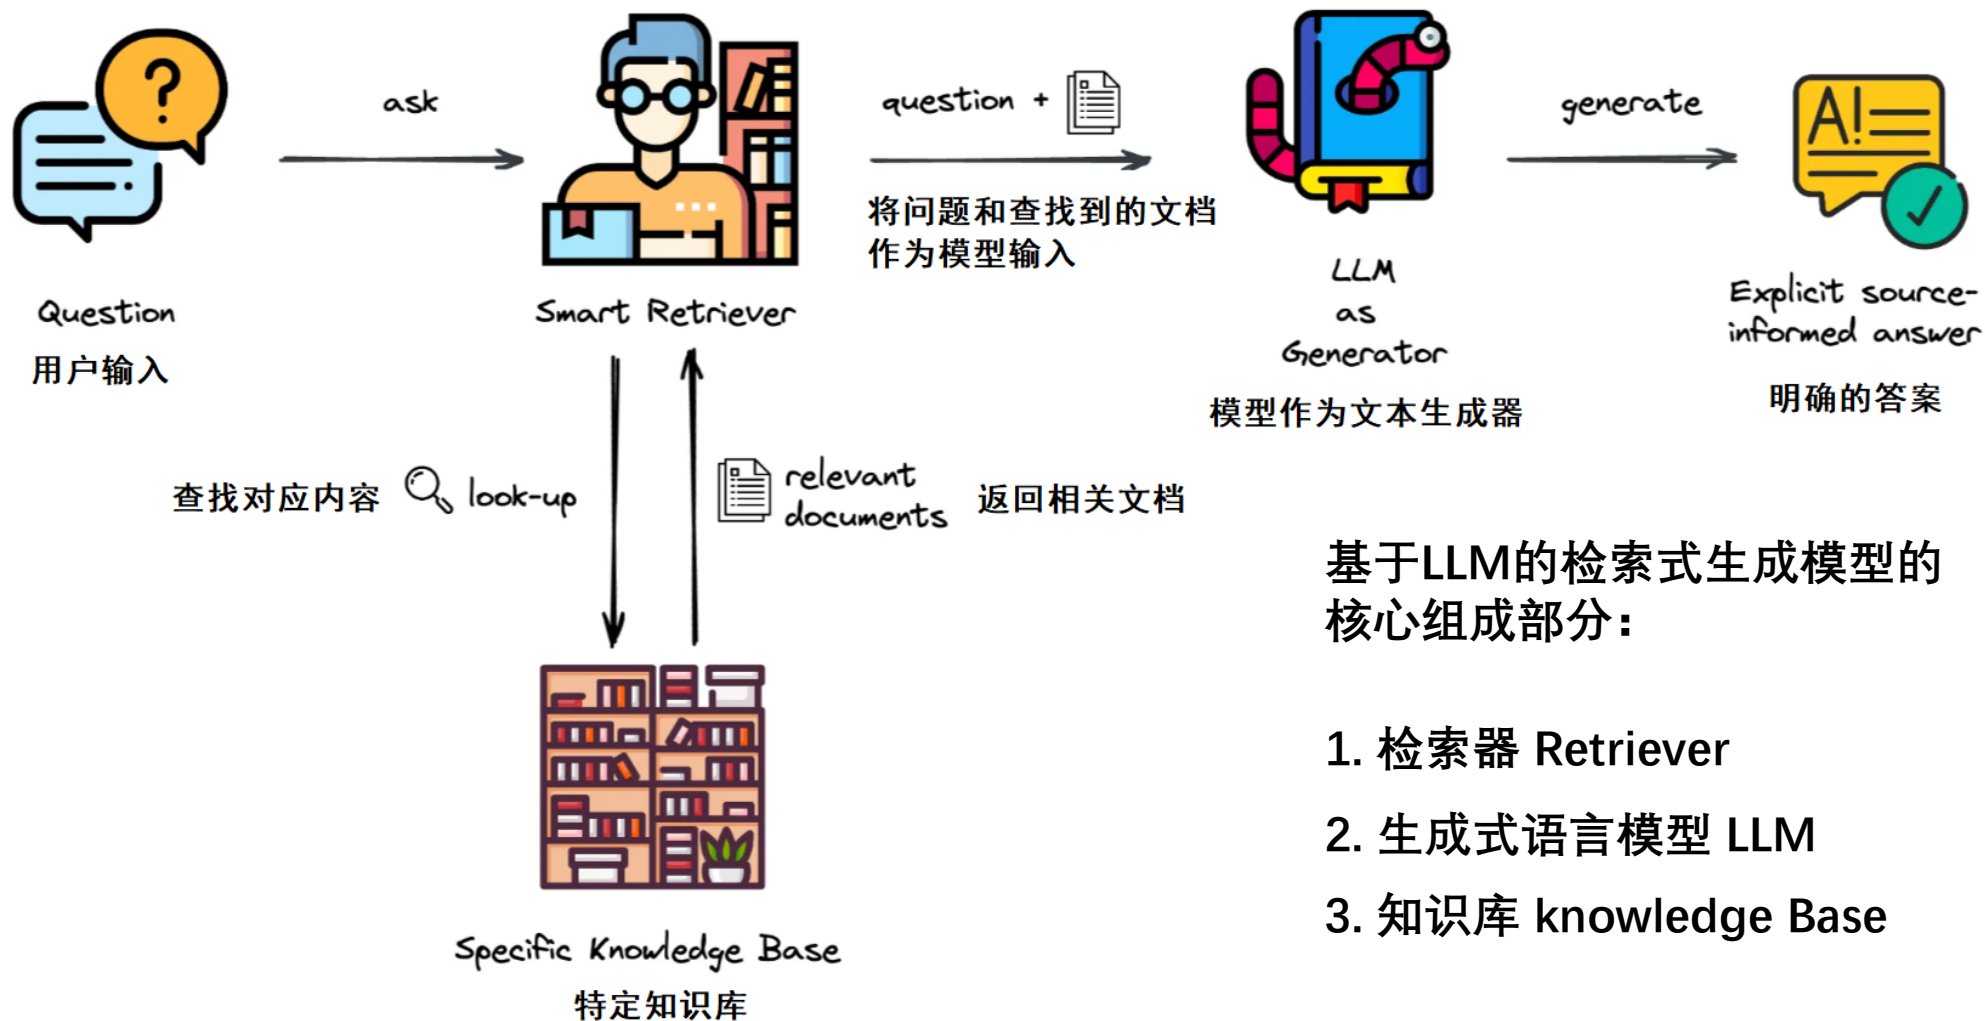 ask
question +
generate
A!
?
将问题和查找到的文档
作为模型输入
Question
用户输入
Smart Retriever
LLM
as
Generator
模型作为文本生成器
Explicit source-
informed answer
明确的答案
查找对应内容
look-up
relevant
documents
返回相关文档
基于LLM的检索式生成模型的
核心组成部分：
1. 检索器 Retriever
2. 生成式语言模型 LLM
3. 知识库 knowledge Base
Specific Knowledge Base
特定知识库